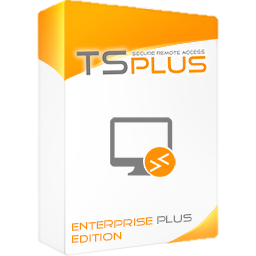 TSPLUS
SECURE REMOTE ACCESS
ENTERPRISE PLUS
EDITION